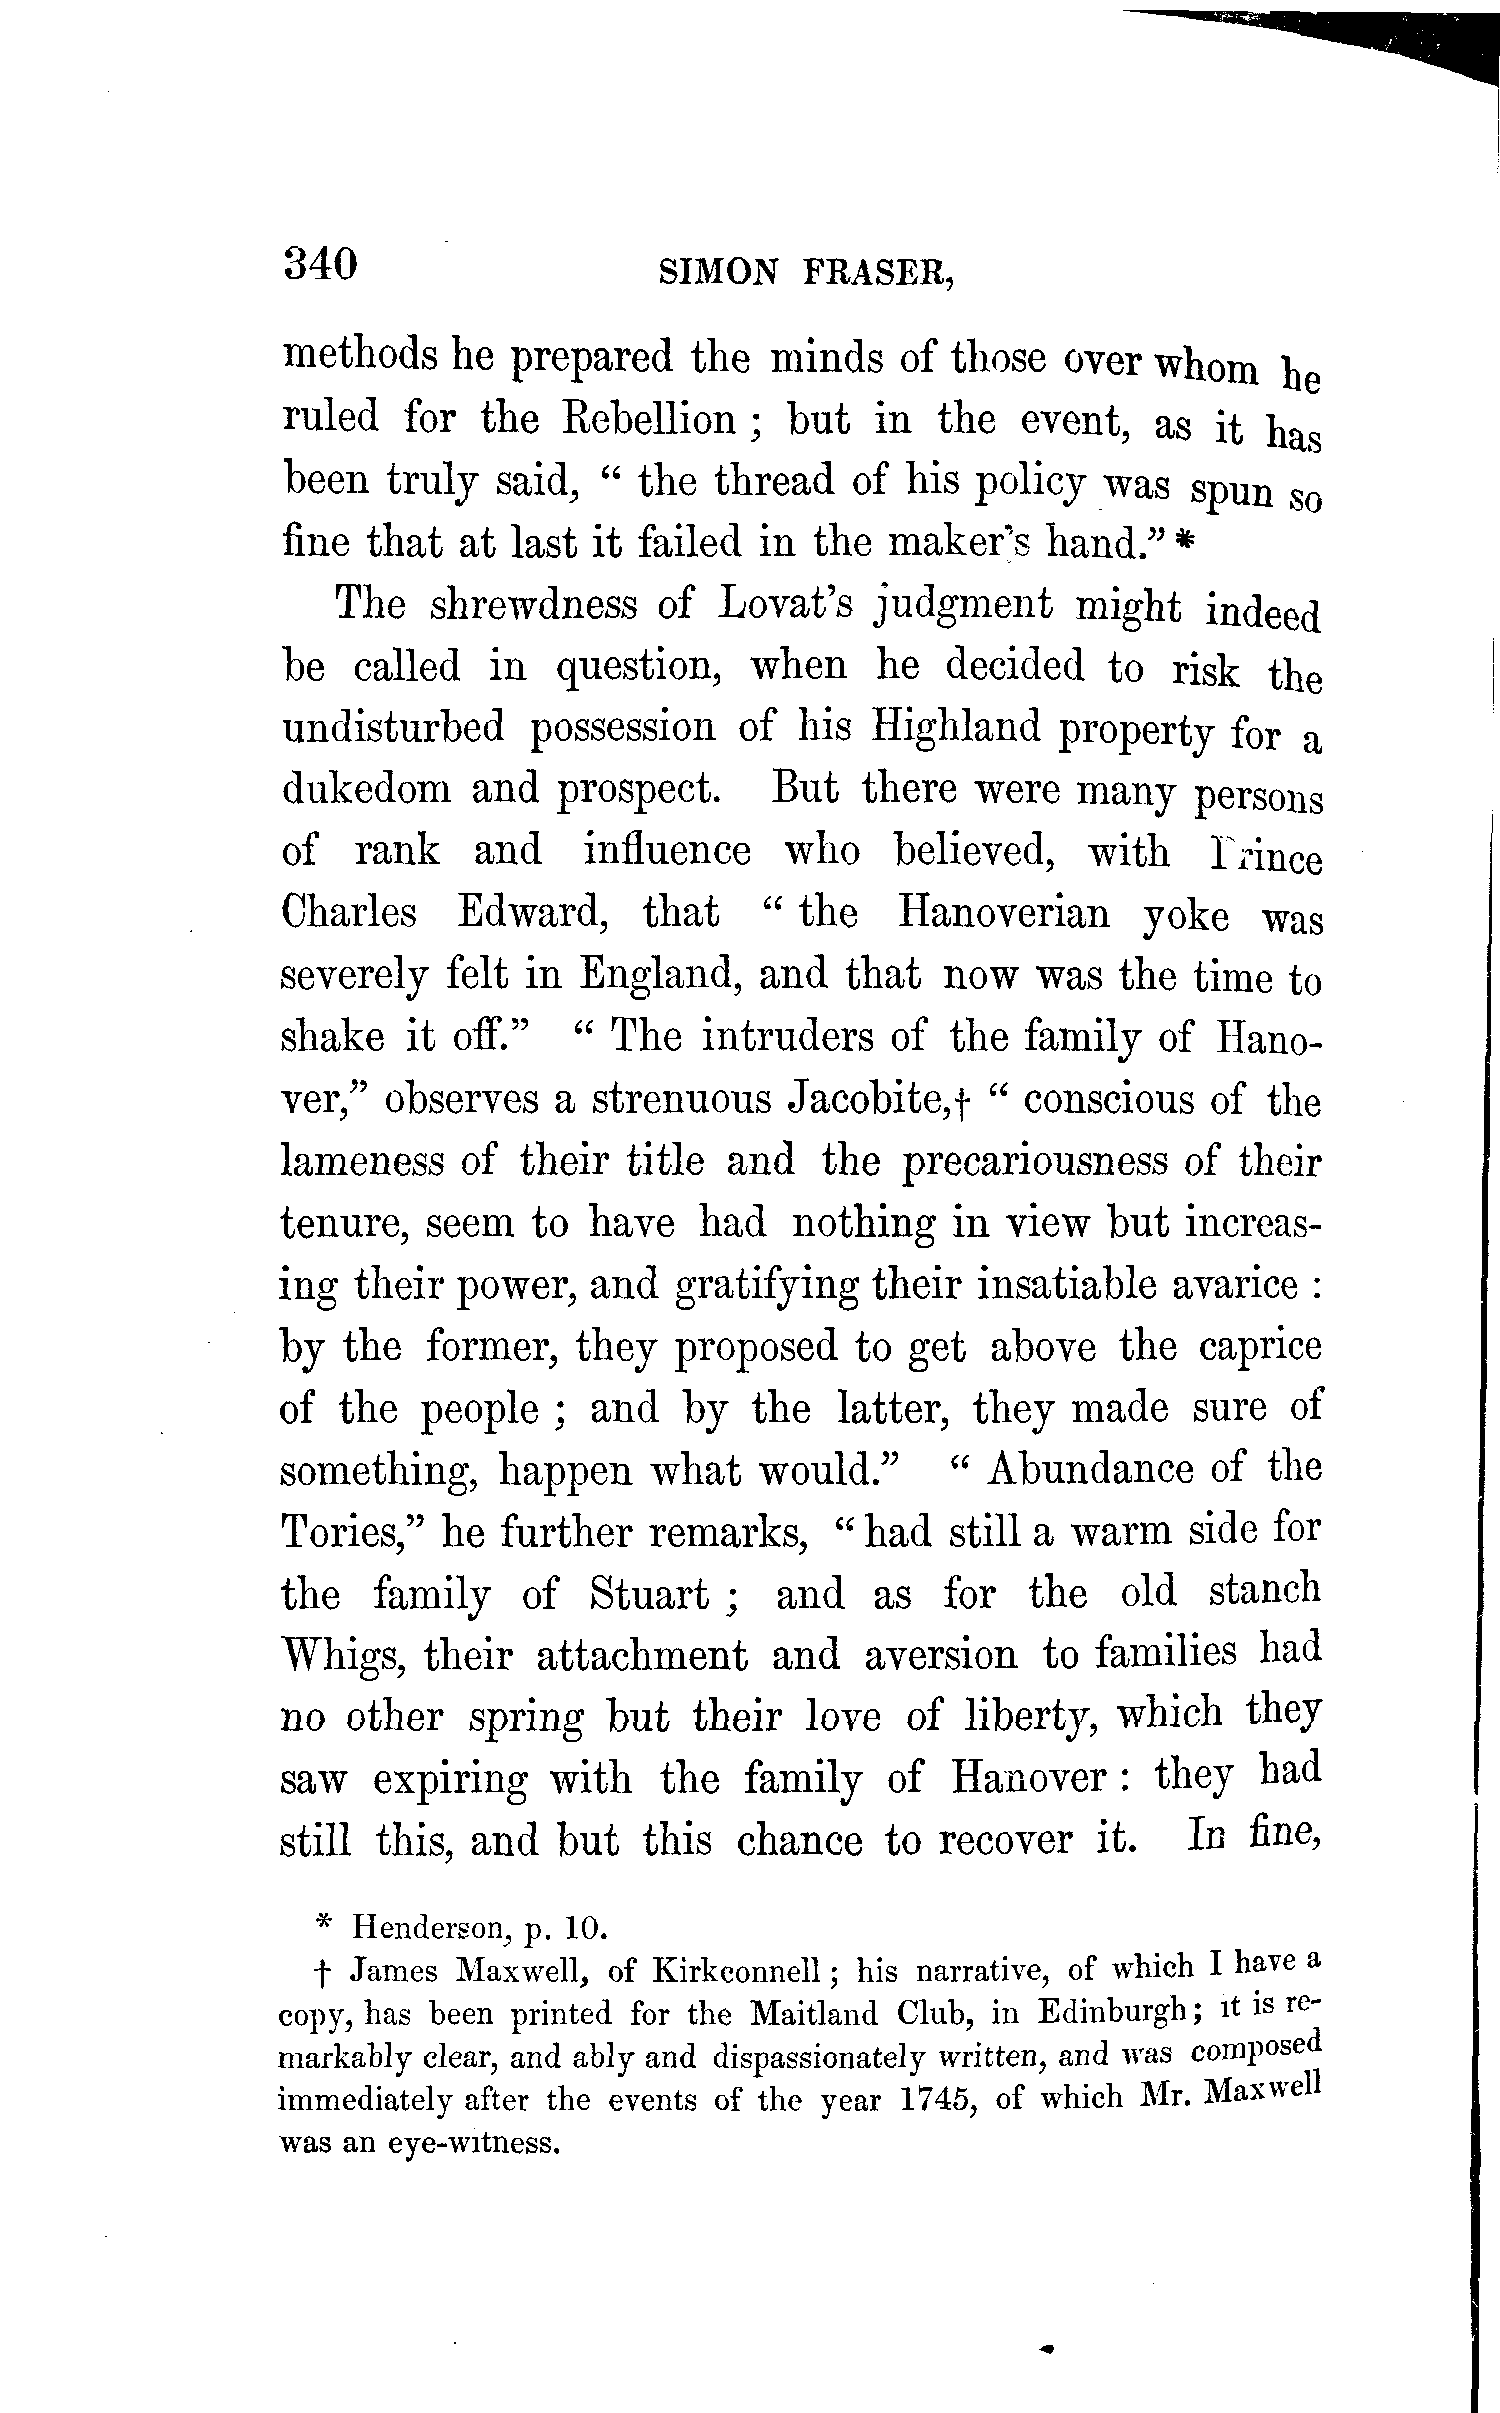 340 SIMON FRASER,
methods he prepared the minds of those over whom he
ruled for the Rebellion ; but in the event, as it has
been truly said, “ the thread of his policy was spun so
fine that at last it failed in the maker's hand.” *
The shrewdness of Lovat's judgment might indeed
be called in question, when he decided to risk the
undisturbed possession of his Highland property for a
dukedom and prospect. But there were many persons
of rank and influence who believed, with Prince
Charles Edward, that “ the Hanoverian yoke was
severely felt in England, and that now was the time to
shake it off.” “ The intruders of the family of Hano-
ver,” observes a strenuous Jacobite,† “ conscious of the
lameness of their title and the precariousness of their
tenure, seem to have had nothing in view but increas-
ing their power, and gratifying their insatiable avarice :
by the former, they proposed to get above the caprice
of the people ; and by the latter, they made sure of
something, happen what would.” “ Abundance of the
Tories,” he further remarks, “ had still a warm side for
the family of Stuart ; and as for the old stanch
Whigs, their attachment and aversion to families had
no other spring but their love of liberty, which they
saw expiring with the family of Hanover : they had
still this, and but this chance to recover it. In fine,
* Henderson, p. 10.
† James Maxwell, of Kirkconnell ; his narrative, of which I have a
copy, has been printed for the Maitland Club, in Edinburgh ; it is re-
markably clear, and ably and dispassionately written, and was composed
immediately after the events of the year 1745, of which Mr. Maxwell
was an eye-witness.